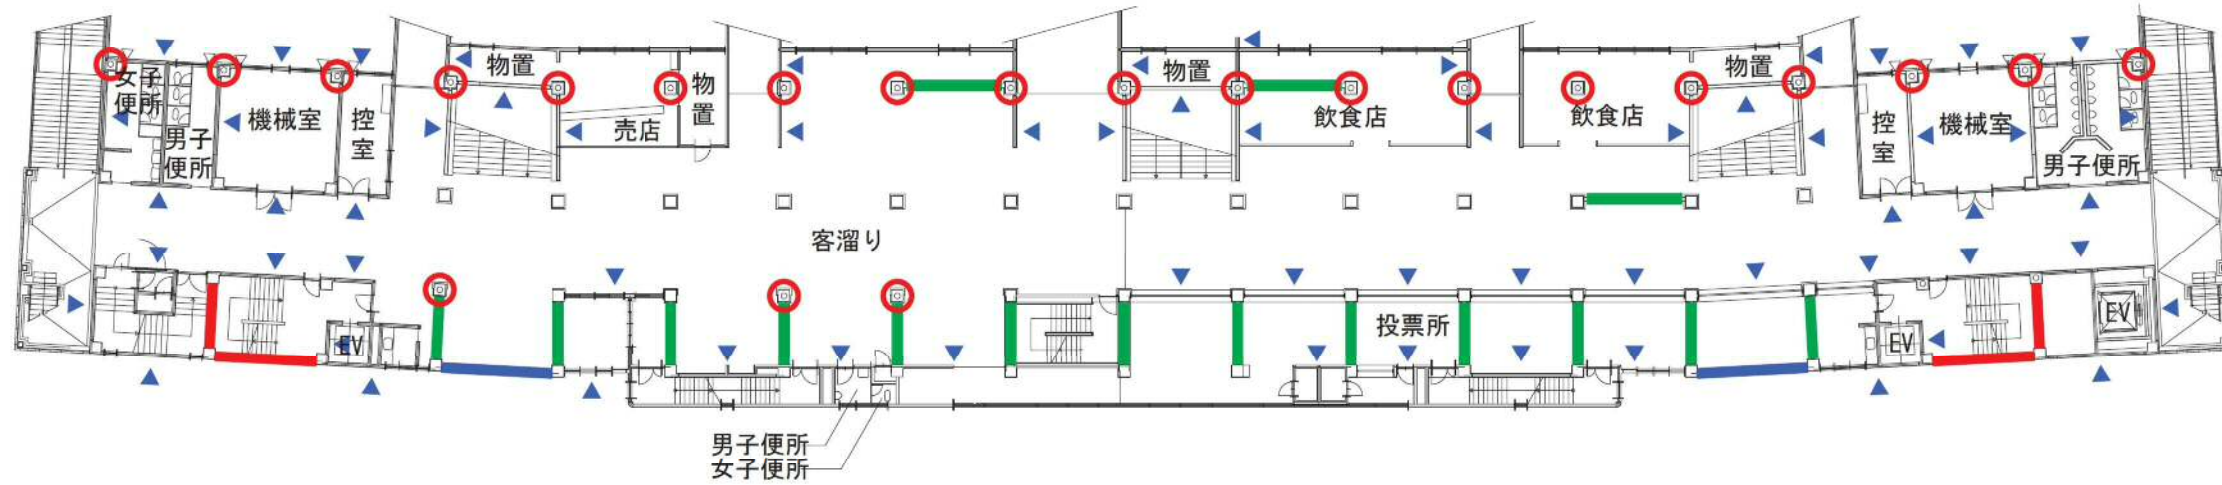 女子
便所
男子
便所
機械室
控
室
物置
売店
物
置
物置
飲食店
飲食店
物置
控
室
機械室
男子便所
客溜り
EV
投票所
EV
EV
男子便所
女子便所